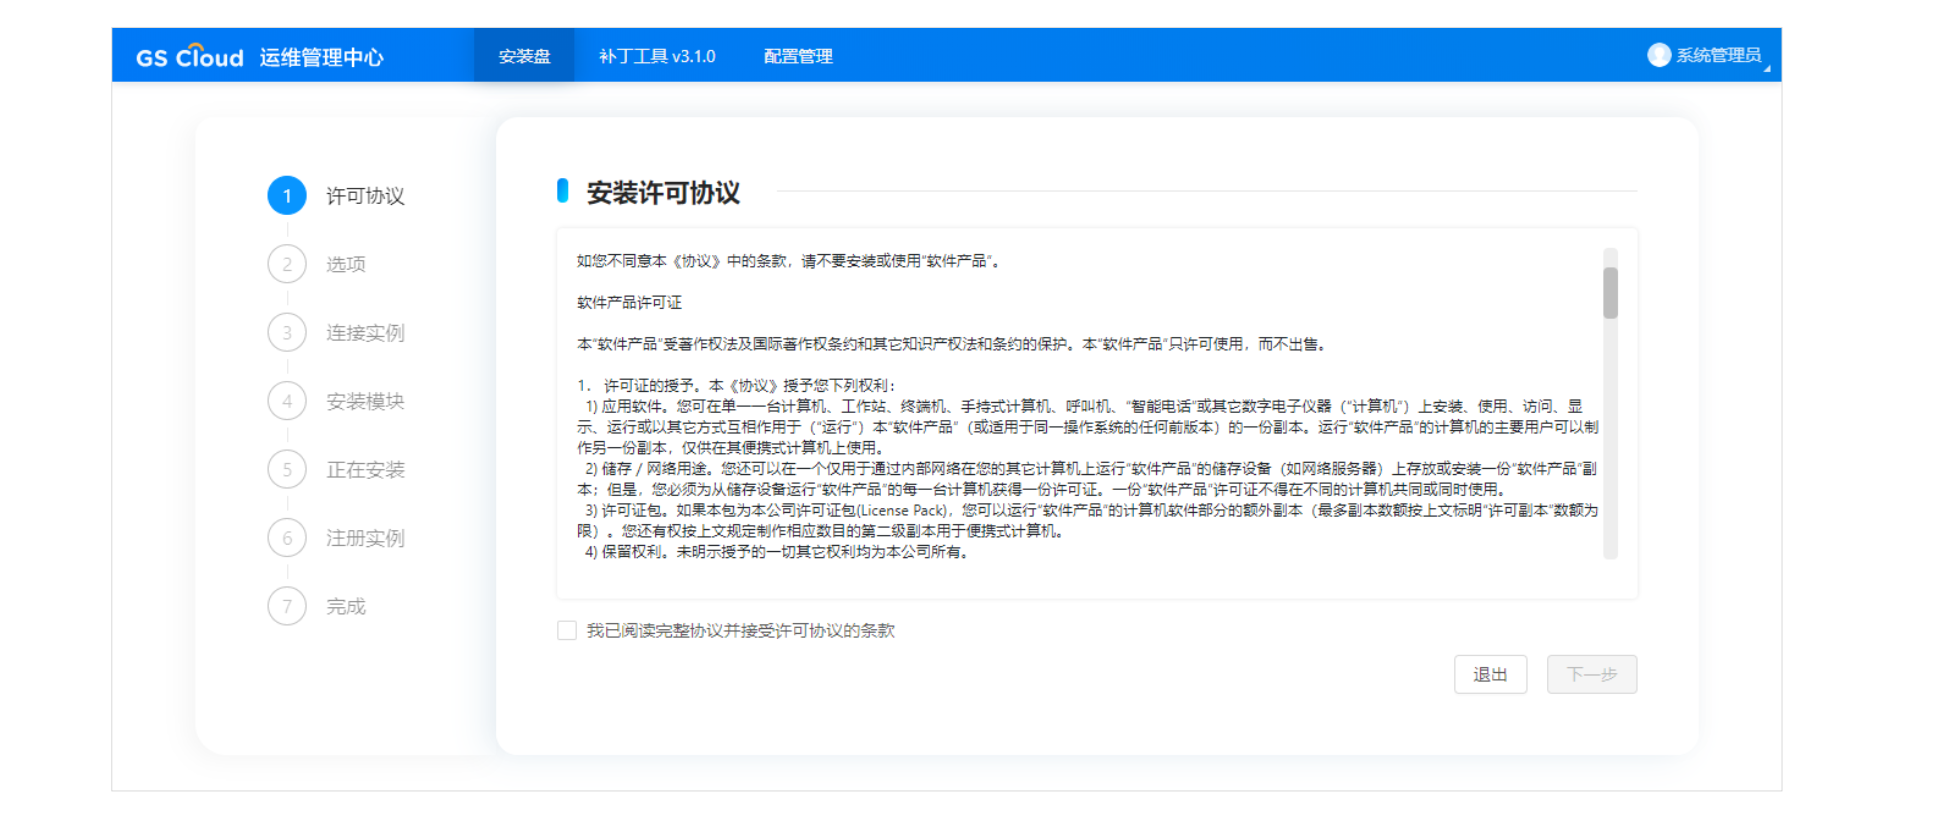 GS Cloud 运维管理中心
安装盘
补丁工具 v3.1.0
配置管理
系统管理员
1 许可协议
2 选项
3 连接实例
4 安装模块
5 正在安装
6 注册实例
7 完成
安装许可协议
如您不同意本《协议》中的条款，请不要安装或使用"软件产品"。
软件产品许可证
本"软件产品"受著作权法及国际著作权条约和其它知识产权法和条约的保护。本"软件产品"只许可使用，而不出售。
1. 许可证的授予。本《协议》授予您下列权利：
1) 应用软件。您可在单一一台计算机、工作站、终端机、手持式计算机、呼叫机、"智能电话"或其它数字电子仪器（"计算机"）上安装、使用、访问、显
示、运行或以其它方式互相作用于（"运行"）本"软件产品"（或适用于同一操作系统的任何前版本）的一份副本。运行"软件产品"的计算机的主要用户可以制
作另一份副本，仅供在其便携式计算机上使用。
2) 储存 / 网络用途。您还可以在一个仅用于通过内部网络在您的其它计算机上运行"软件产品"的储存设备（如网络服务器）上存放或安装一份"软件产品"副
本；但是，您必须为从储存设备运行"软件产品"的每一台计算机获得一份许可证。一份"软件产品"许可证不得在不同的计算机共同或同时使用。
3) 许可证包。如果本包为本公司许可证包(License Pack)，您可以运行"软件产品"的计算机软件部分的额外副本（最多副本数额按上文标明"许可副本"数额为
限）。您还有权按上文规定制作相应数目的第二级副本用于便携式计算机。
4) 保留权利。未明示授予的一切其它权利均为本公司所有。
我已阅读完整协议并接受许可协议的条款
退出
下一步